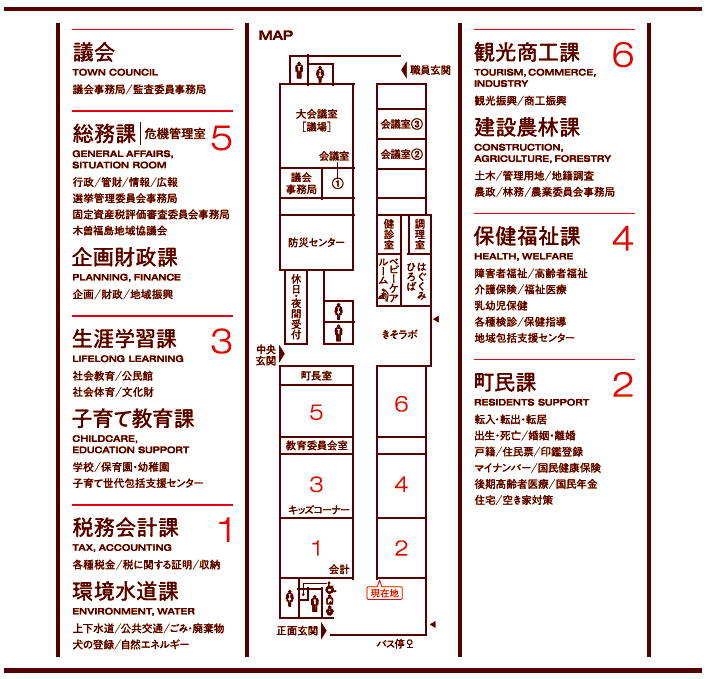 議会
TOWN COUNCIL
議会事務局/監査委員事務局
総務課|危機管理室
5
GENERAL AFFAIRS,
SITUATION ROOM
行政/管財/情報/広報
選挙管理委員会事務局
固定資産税評価審査委員会事務局
木曽福島地域協議会
企画財政課
PLANNING, FINANCE
企画/財政/地域振興
生涯学習課
3
LIFELONG LEARNING
社会教育/公民館
社会体育/文化財
子育て教育課
CHILDCARE,
EDUCATION SUPPORT
学校/保育園・幼稚園
子育て世代包括支援センター
税務会計課
1
TAX, ACCOUNTING
各種税金/税に関する証明/収納
環境水道課
ENVIRONMENT, WATER
上下水道/公共交通/ごみ・廃棄物
犬の登録/自然エネルギー
MAP
職員玄関
大会議室
[議場]
会議室③
会議室
①
会議室②
議会
事務局
防災センター
健診室
調理室
ベビーケア
ルーム
はぐくみ
ひろば
休日・夜間
受付
きそラボ
中央
玄関
町長室
5
6
教育委員会室
3
4
キッズコーナー
1
2
会計
現在地
正面玄関
バス停
観光商工課
6
TOURISM, COMMERCE,
INDUSTRY
観光振興/商工振興
建設農林課
CONSTRUCTION,
AGRICULTURE, FORESTRY
土木/管理用地/地籍調査
農政/林務/農業委員会事務局
保健福祉課
4
HEALTH, WELFARE
障害者福祉/高齢者福祉
介護保険/福祉医療
乳幼児保健
各種検診/保健指導
地域包括支援センター
町民課
2
RESIDENTS SUPPORT
転入・転出・転居
出生・死亡/婚姻・離婚
戸籍/住民票/印鑑登録
マイナンバー/国民健康保険
後期高齢者医療/国民年金
住宅/空き家対策